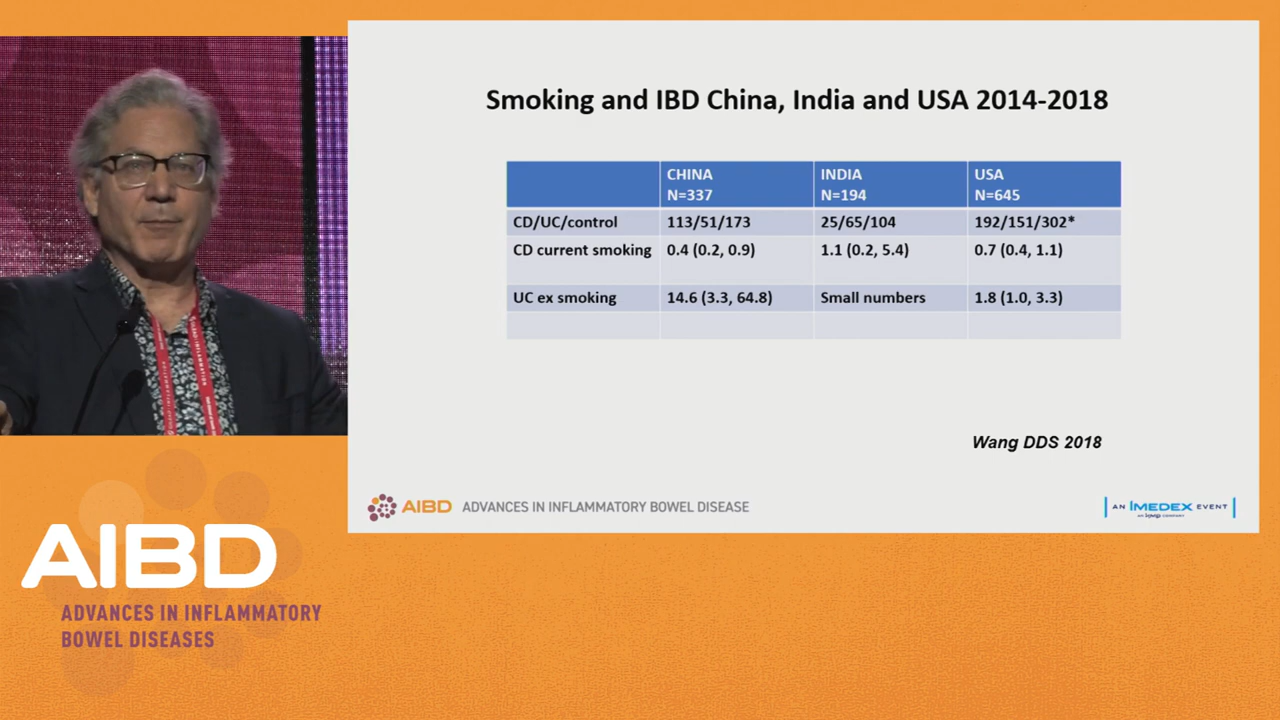 Smoking and IBD China, India and USA 2014-2018
CHINA INDIA USA
N=337 N=194 N=645
CD/UC/control 113/51/173 25/65/104 192/151/302*
CD current smoking 0.4 (0.2, 0.9) 1.1 (0.2, 5.4) 0.7 (0.4, 1.1)
UC ex smoking 14.6 (3.3, 64.8) Small numbers 1.8 (1.0, 3.3)
Wang DDS 2018
AIBD ADVANCES IN INFLAMMATORY BOWEL DISEASE
AN IMEDEX EVENT
AIBD
ADVANCES IN INFLAMMATORY
BOWEL DISEASES